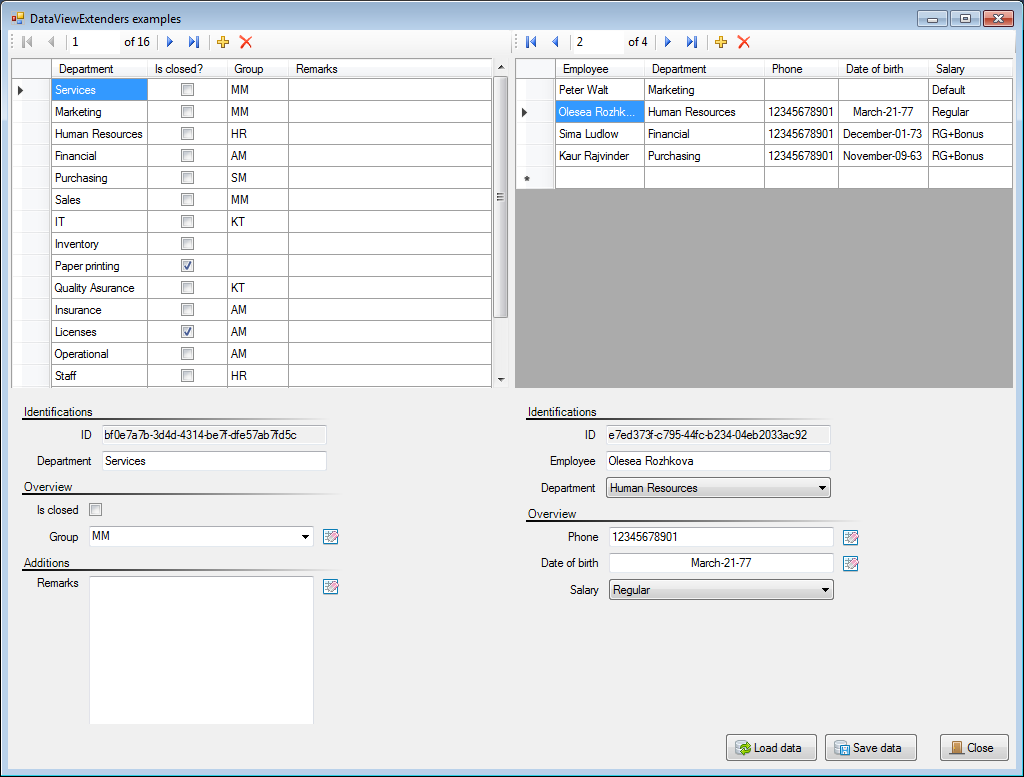 DataViewExtenders examples
1 of 16
Department Is closed? Group Remarks
Services MM
Marketing MM
Human Resources HR
Financial AM
Purchasing SM
Sales MM
IT KT
Inventory
Paper printing
Quality Asurance KT
Insurance AM
Licenses AM
Operational AM
Staff HR
2 of 4
Employee Department Phone Date of birth Salary
Peter Walt Marketing Default
Olesea Rozhk... Human Resources 12345678901 March-21-77 Regular
Sima Ludlow Financial 12345678901 December-01-73 RG+Bonus
Kaur Rajvinder Purchasing 12345678901 November-09-63 RG+Bonus
*
Identifications
ID bf0e7a7b-3d4d-4314-be7f-dfe57ab7fd5c
Department Services
Overview
Is closed
Group MM
Additions
Remarks
Identifications
ID e7ed373f-c795-44fc-b234-04eb2033ac92
Employee Olesea Rozhkova
Department Human Resources
Overview
Phone 12345678901
Date of birth March-21-77
Salary Regular
Load data Save data Close